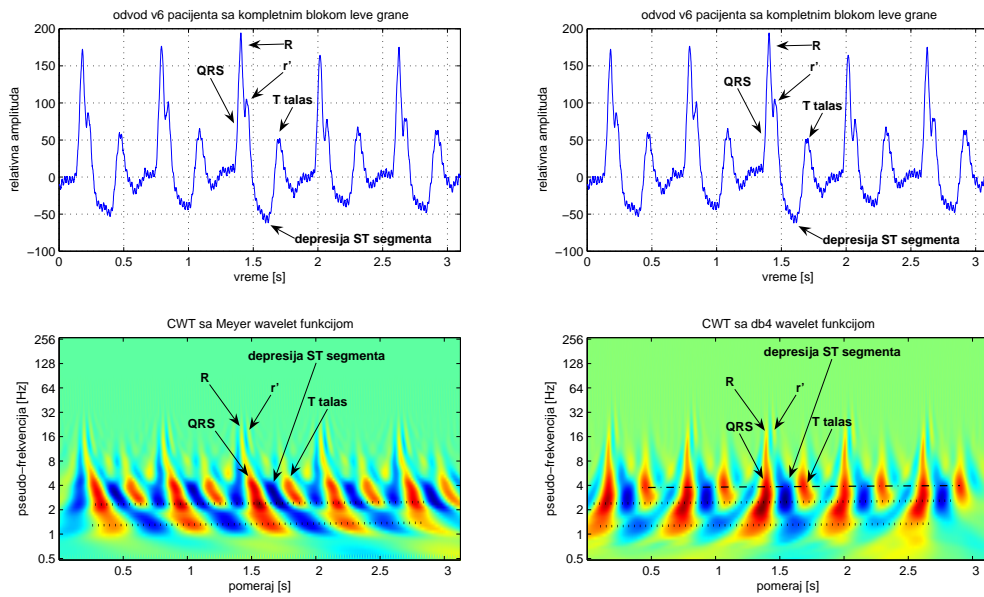 odvod v6 pacijenta sa kompletnim blokom leve grane
200
150
100
50
0
−50
−100
relativna amplituda
R
r'
QRS
T talas
depresija ST segmenta
0 0.5 1 1.5 2 2.5 3
vreme [s]
odvod v6 pacijenta sa kompletnim blokom leve grane
200
150
100
50
0
−50
−100
relativna amplituda
R
r'
QRS
T talas
depresija ST segmenta
0 0.5 1 1.5 2 2.5 3
vreme [s]
CWT sa Meyer wavelet funkcijom
256
128
64
32
16
8
4
2
1
0.5
pseudo−frekvencija [Hz]
depresija ST segmenta
R
r'
T talas
QRS
0.5 1 1.5 2 2.5 3
pomeraj [s]
CWT sa db4 wavelet funkcijom
256
128
64
32
16
8
4
2
1
0.5
pseudo−frekvencija [Hz]
depresija ST segmenta
R
r'
T talas
QRS
0.5 1 1.5 2 2.5 3
pomeraj [s]